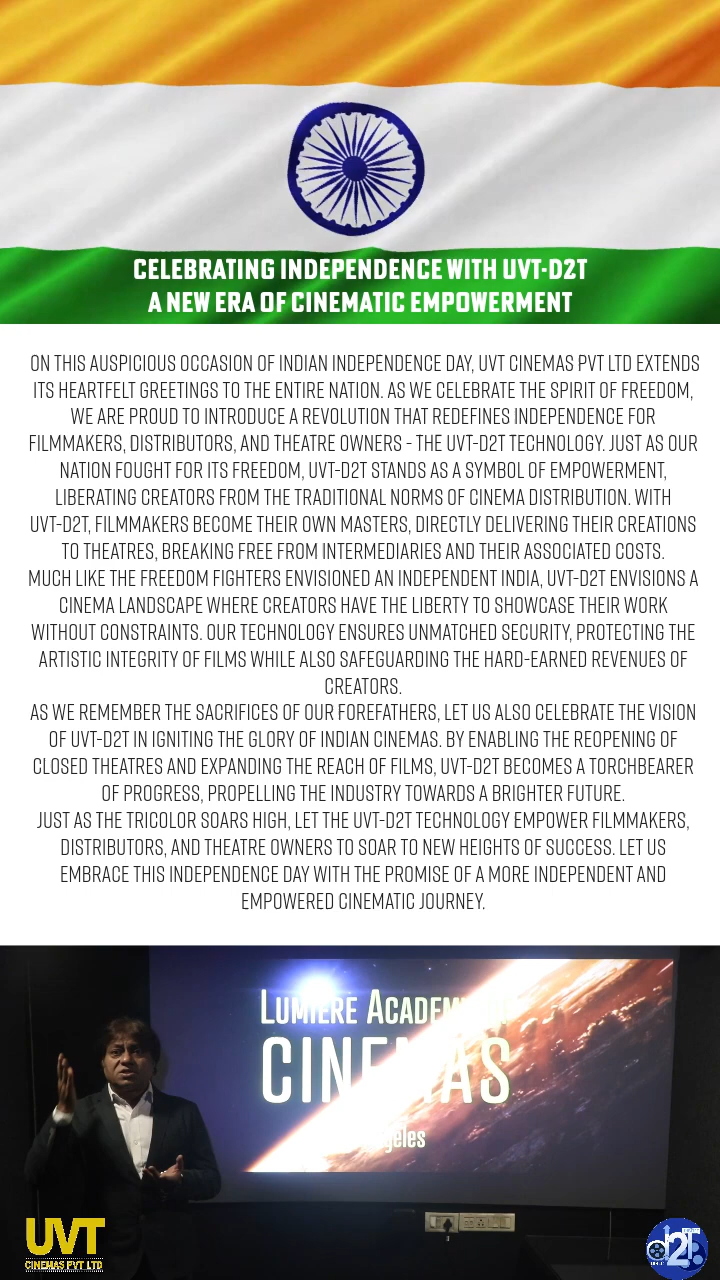 CELEBRATING INDEPENDENCE WITH UVT-D2T
A NEW ERA OF CINEMATIC EMPOWERMENT
ON THIS AUSPICIOUS OCCASION OF INDIAN INDEPENDENCE DAY, UVT CINEMAS PVT LTD EXTENDS
ITS HEARTFELT GREETINGS TO THE ENTIRE NATION. AS WE CELEBRATE THE SPIRIT OF FREEDOM,
WE ARE PROUD TO INTRODUCE A REVOLUTION THAT REDEFINES INDEPENDENCE FOR
FILMMAKERS, DISTRIBUTORS, AND THEATRE OWNERS - THE UVT-D2T TECHNOLOGY. JUST AS OUR
NATION FOUGHT FOR ITS FREEDOM, UVT-D2T STANDS AS A SYMBOL OF EMPOWERMENT,
LIBERATING CREATORS FROM THE TRADITIONAL NORMS OF CINEMA DISTRIBUTION. WITH
UVT-D2T, FILMMAKERS BECOME THEIR OWN MASTERS, DIRECTLY DELIVERING THEIR CREATIONS
TO THEATRES, BREAKING FREE FROM INTERMEDIARIES AND THEIR ASSOCIATED COSTS.
MUCH LIKE THE FREEDOM FIGHTERS ENVISIONED AN INDEPENDENT INDIA, UVT-D2T ENVISIONS A
CINEMA LANDSCAPE WHERE CREATORS HAVE THE LIBERTY TO SHOWCASE THEIR WORK
WITHOUT CONSTRAINTS. OUR TECHNOLOGY ENSURES UNMATCHED SECURITY, PROTECTING THE
ARTISTIC INTEGRITY OF FILMS WHILE ALSO SAFEGUARDING THE HARD-EARNED REVENUES OF
CREATORS.
AS WE REMEMBER THE SACRIFICES OF OUR FOREFATHERS, LET US ALSO CELEBRATE THE VISION
OF UVT-D2T IN IGNITING THE GLORY OF INDIAN CINEMAS. BY ENABLING THE REOPENING OF
CLOSED THEATRES AND EXPANDING THE REACH OF FILMS, UVT-D2T BECOMES A TORCHBEARER
OF PROGRESS, PROPELLING THE INDUSTRY TOWARDS A BRIGHTER FUTURE.
JUST AS THE TRICOLOR SOARS HIGH, LET THE UVT-D2T TECHNOLOGY EMPOWER FILMMAKERS,
DISTRIBUTORS, AND THEATRE OWNERS TO SOAR TO NEW HEIGHTS OF SUCCESS. LET US
EMBRACE THIS INDEPENDENCE DAY WITH THE PROMISE OF A MORE INDEPENDENT AND
EMPOWERED CINEMATIC JOURNEY.
LUMIERE
CINEMAS
UVT
CINEMAS PVT LTD
d2T